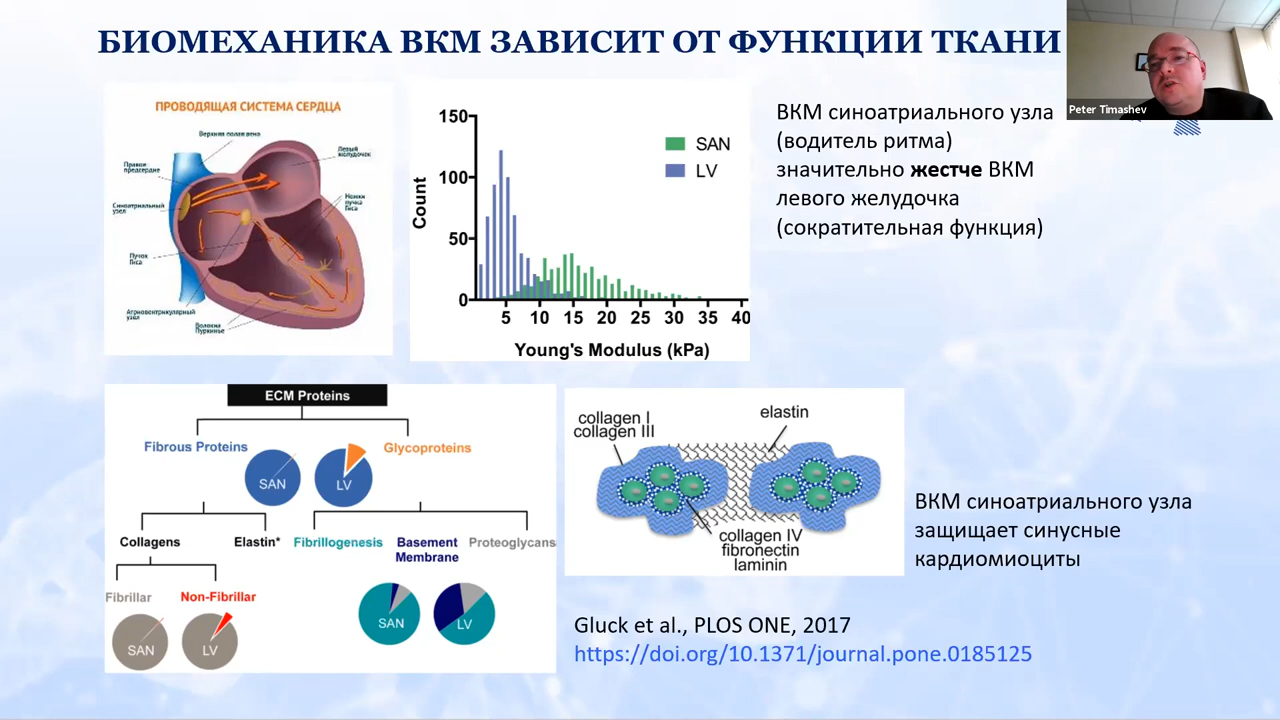 БИОМЕХАНИКА ВКМ ЗАВИСИТ ОТ ФУНКЦИИ ТКАНИ
Peter Timashev
ПРОВОДЯЩАЯ СИСТЕМА СЕРДЦА
Верхняя полая вена
Левый
желудочек
Правое
предсердие
Синоатриальный
узел
Ножки
пучка
Гиса
Пучок
Гиса
Атриовентрикулярный
узел
Волокна
Пуркинье
150
100
50
0
Count
SAN
LV
5 10 15 20 25 30 35 40
Young's Modulus (kPa)
ВКМ синоатриального узла
(водитель ритма)
значительно жестче ВКМ
левого желудочка
(сократительная функция)
ECM Proteins
Fibrous Proteins
Glycoproteins
SAN
LV
Collagens
Elastin*
Fibrillogenesis
Basement
Membrane
Proteoglycans
Fibrillar
Non-Fibrillar
SAN
LV
SAN
LV
collagen I
collagen III
elastin
collagen IV
fibronectin
laminin
ВКМ синоатриального узла
защищает синусные
кардиомиоциты
Gluck et al., PLOS ONE, 2017
https://doi.org/10.1371/journal.pone.0185125